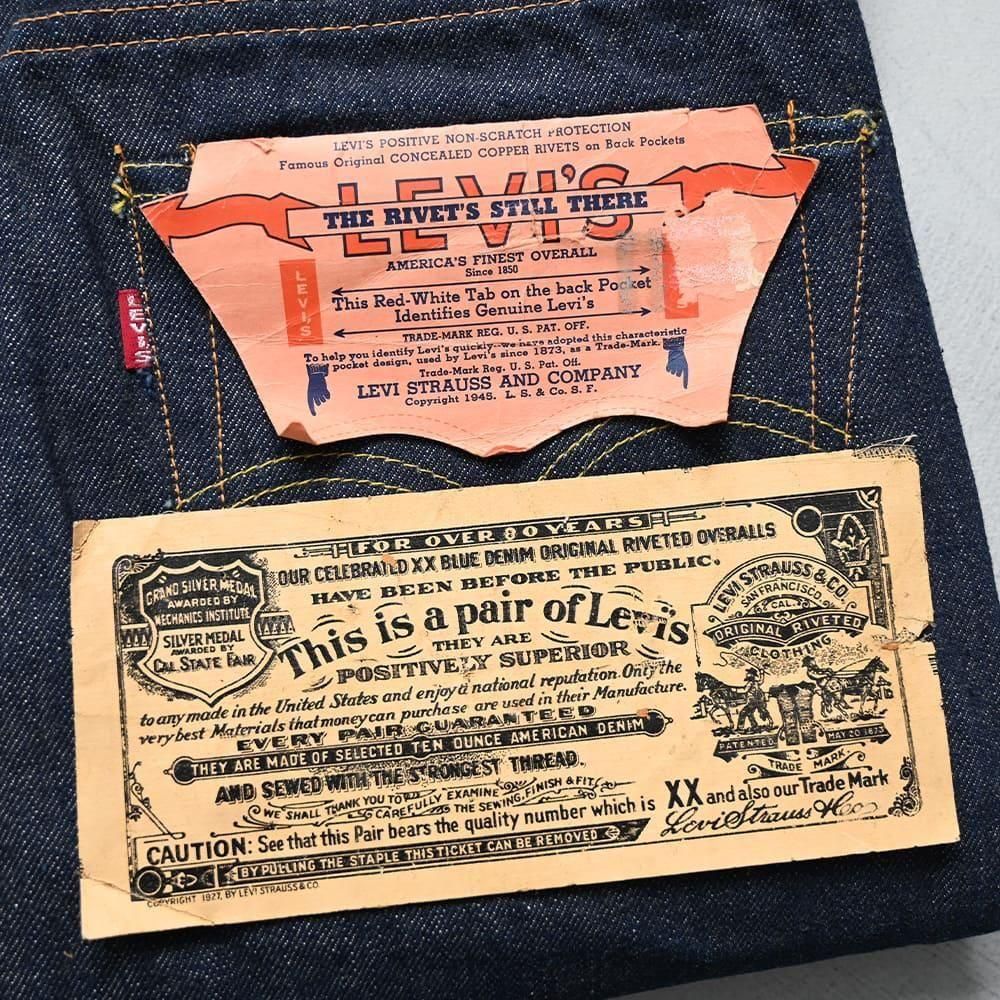 LEVI'S POSITIVE NON-SCRATCH PROTECTION
Famous Original CONCEALED COPPER RIVETS on Back Pockets
LEVI'S
THE RIVET'S STILL THERE
AMERICA'S FINEST OVERALL
Since 1850
LEVI'S
This Red-White Tab on the back Pocket
Identifies Genuine Levi's
TRADE-MARK REG. U. S. PAT. OFF.
To help you identify Levi's quickly--we have adopted this characteristic
pocket design, used by Levi's since 1873, as a Trade-Mark.
Trade-Mark Reg. U. S. Pat. Off.
LEVI STRAUSS AND COMPANY
Copyright 1945. L. S. & Co. S. F.
LEVI'S
FOR OVER 80 YEARS
OUR CELEBRATED XX BLUE DENIM ORIGINAL RIVETED OVERALLS
HAVE BEEN BEFORE THE PUBLIC.
This is a pair of Levi's
THEY ARE
POSITIVELY SUPERIOR
to any made in the United States and enjoy a national reputation. Only the
very best Materials that money can purchase are used in their Manufacture.
EVERY PAIR GUARANTEED
THEY ARE MADE OF SELECTED TEN OUNCE AMERICAN DENIM
AND SEWED WITH THE STRONGEST THREAD.
WE SHALL THANK YOU TO CAREFULLY EXAMINE
THE SEWING, FINISH & FIT
CAUTION: See that this Pair bears the quality number which is XX and also our Trade Mark
Levi Strauss & Co
BY PULLING THE STAPLE THIS TICKET CAN BE REMOVED
COPYRIGHT 1927, BY LEVI STRAUSS & CO.
GRAND SILVER MEDAL
AWARDED BY
MECHANICS INSTITUTE
SILVER MEDAL
AWARDED BY
CAL STATE FAIR
LEVI STRAUSS & CO.
SAN FRANCISCO,
CAL.
ORIGINAL RIVETED
CLOTHING
PATENTED
MAY 20 1873
TRADE MARK